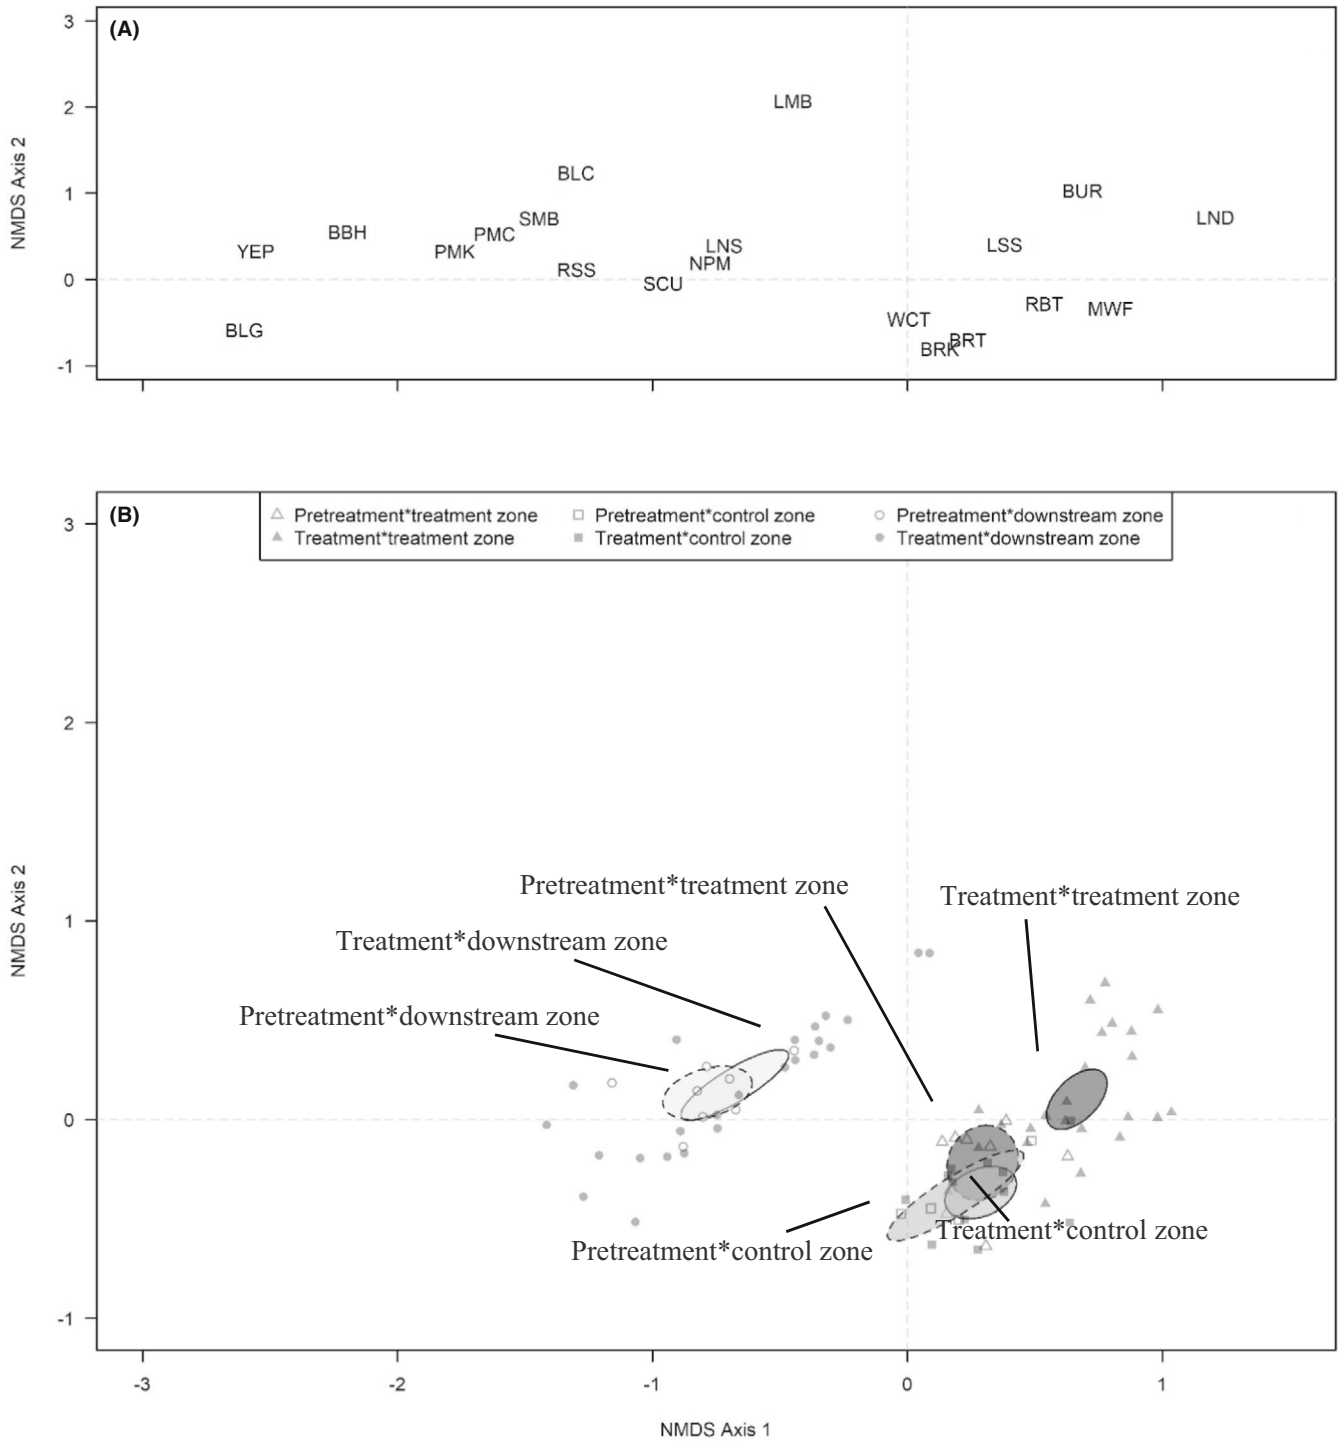 (A)
3
2
1
0
-1
NMDS Axis 2
LMB
BLC
BUR
SMB
LND
BBH
PMC
YEP
PMK
LNS
LSS
NPM
RSS
SCU
RBT
MWF
WCT
BLG
BRT
BRK
(B)
Pretreatment*treatment zone
Pretreatment*control zone
Pretreatment*downstream zone
Treatment*treatment zone
Treatment*control zone
Treatment*downstream zone
3
2
1
0
-1
NMDS Axis 2
Pretreatment*treatment zone
Treatment*treatment zone
Treatment*downstream zone
Pretreatment*downstream zone
Treatment*control zone
Pretreatment*control zone
-3
-2
-1
0
1
NMDS Axis 1